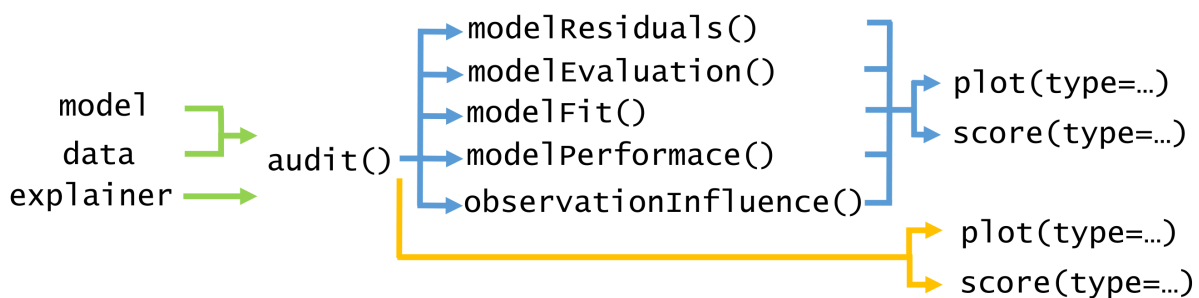 model
data
explainer
audit()
modelResiduals()
modelEvaluation()
modelFit()
modelPerformace()
observationInfluence()
plot(type=…)
score(type=…)
plot(type=…)
score(type=…)